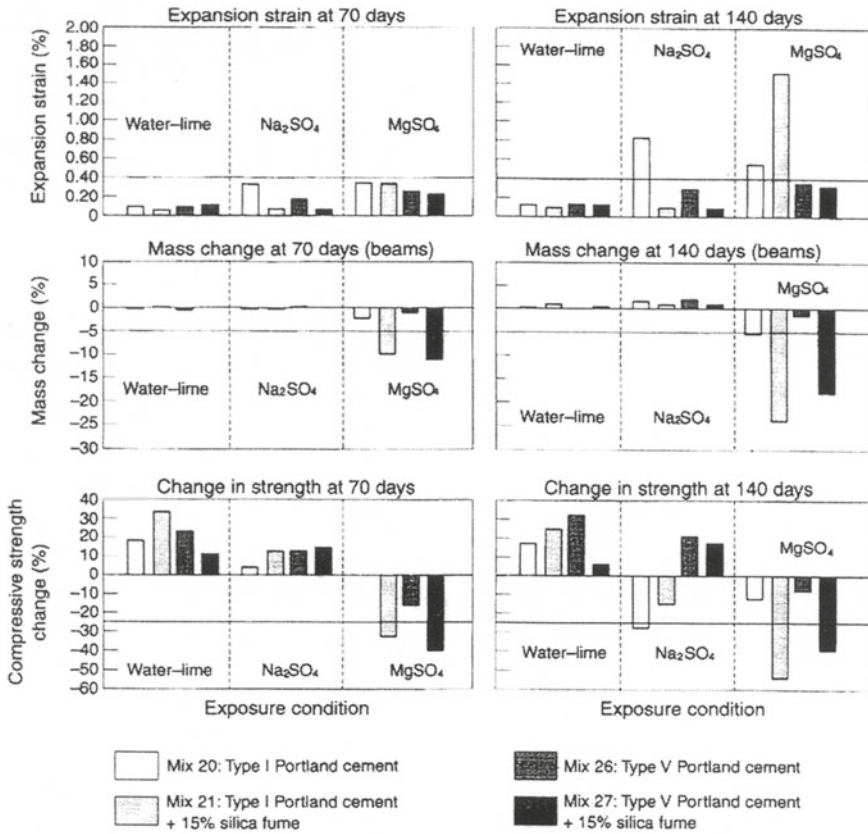 Expansion strain at 70 days
Expansion strain (%)
2.00
1.80
1.60
1.40
1.20
1.00
0.80
0.60
0.40
0.20
0
Water–lime
Na₂SO₄
MgSO₄
Expansion strain at 140 days
Water–lime
Na₂SO₄
MgSO₄
Mass change at 70 days (beams)
Mass change (%)
10
5
0
−5
−10
−15
−20
−25
−30
Water–lime
Na₂SO₄
MgSO₄
Mass change at 140 days (beams)
MgSO₄
Water–lime
Na₂SO₄
Change in strength at 70 days
Compressive strength
change (%)
40
30
20
10
0
−10
−20
−30
−40
−50
−60
Water–lime
Na₂SO₄
MgSO₄
Change in strength at 140 days
MgSO₄
Water–lime
Na₂SO₄
Exposure condition
Mix 20: Type I Portland cement
Mix 21: Type I Portland
cement
+ 15% silica fume
Mix 26: Type V Portland cement
Mix 27: Type V Portland cement
+ 15% silica fume